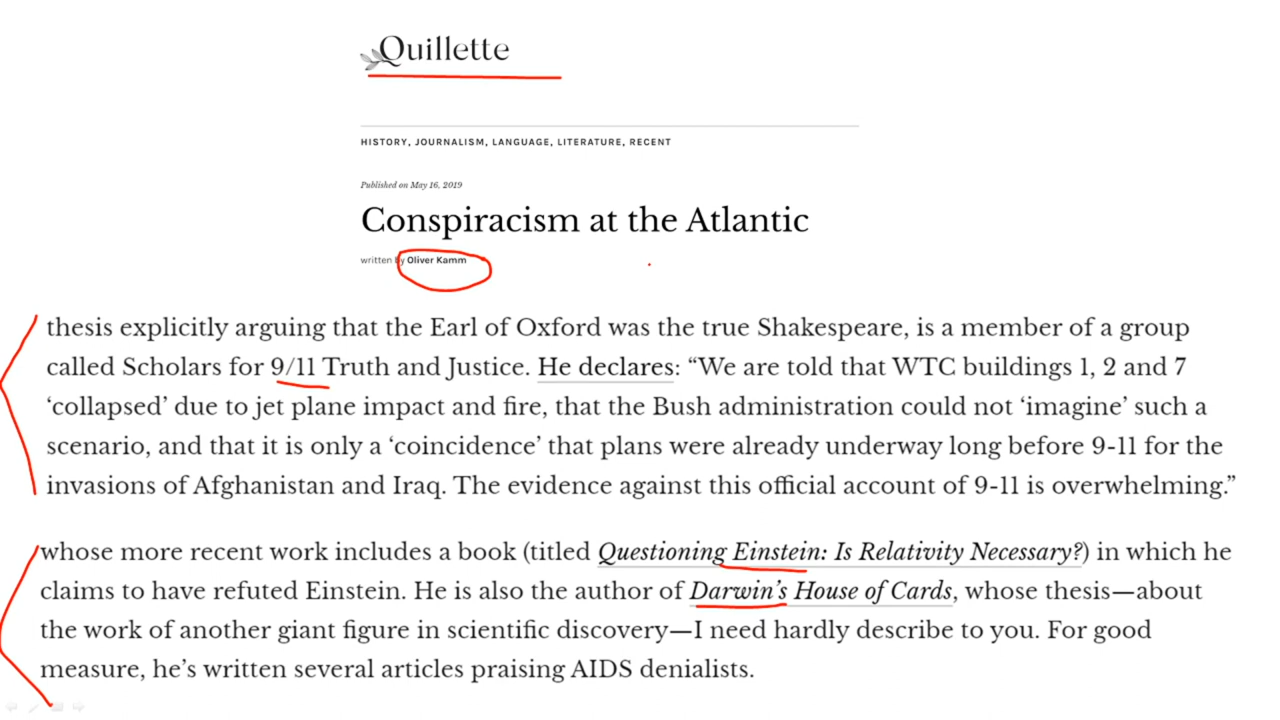 Quillette
HISTORY, JOURNALISM, LANGUAGE, LITERATURE, RECENT
Published on May 16, 2019
Conspiracism at the Atlantic
written by Oliver Kamm
thesis explicitly arguing that the Earl of Oxford was the true Shakespeare, is a member of a group
called Scholars for 9/11 Truth and Justice. He declares: “We are told that WTC buildings 1, 2 and 7
‘collapsed’ due to jet plane impact and fire, that the Bush administration could not ‘imagine’ such a
scenario, and that it is only a ‘coincidence’ that plans were already underway long before 9-11 for the
invasions of Afghanistan and Iraq. The evidence against this official account of 9-11 is overwhelming.”
whose more recent work includes a book (titled Questioning Einstein: Is Relativity Necessary?) in which he
claims to have refuted Einstein. He is also the author of Darwin’s House of Cards, whose thesis—about
the work of another giant figure in scientific discovery—I need hardly describe to you. For good
measure, he’s written several articles praising AIDS denialists.